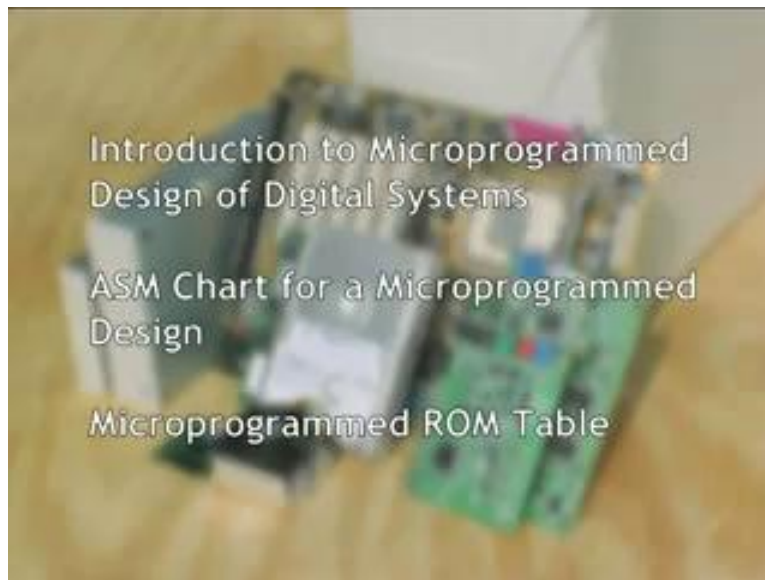 Introduction to Microprogrammed
Design of Digital Systems
ASM Chart for a Microprogrammed
Design
Microprogrammed ROM Table